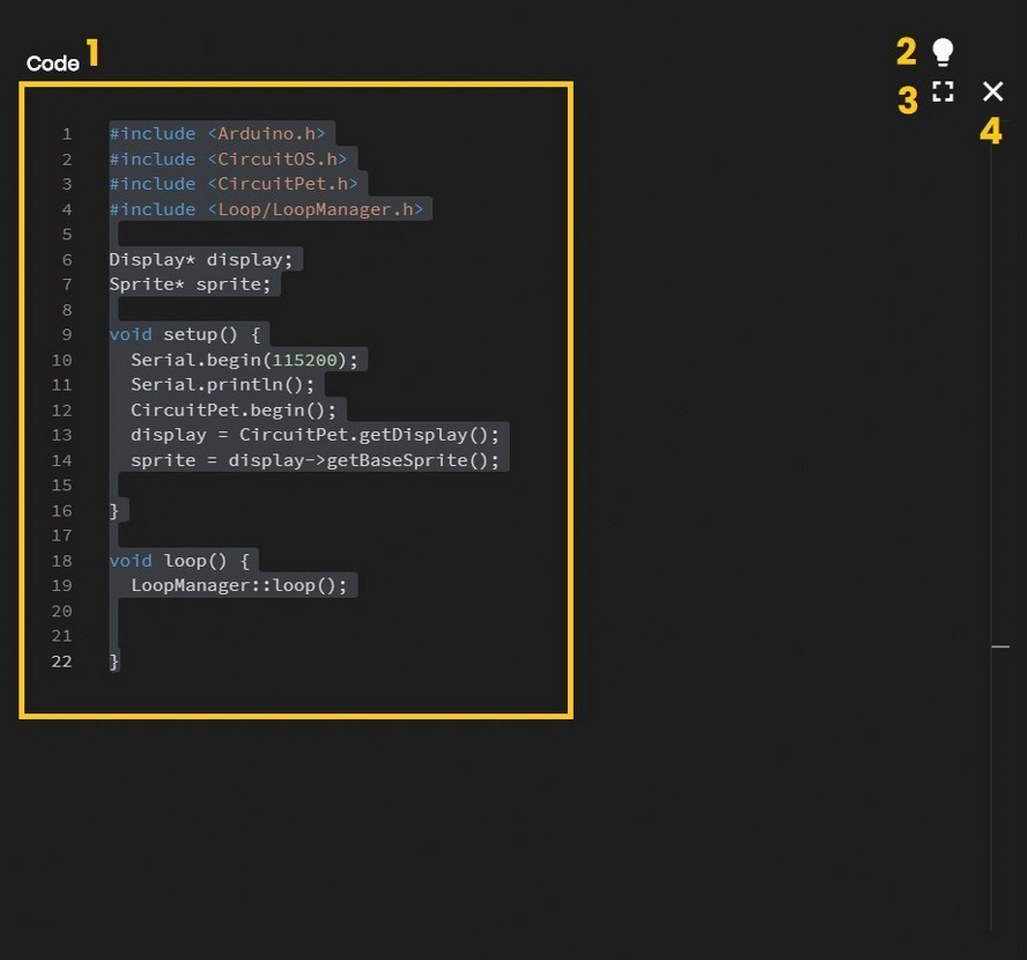 Code 1
2
3
4
1 #include <Arduino.h>
2 #include <CircuitOS.h>
3 #include <CircuitPet.h>
4 #include <Loop/LoopManager.h>
5
6 Display* display;
7 Sprite* sprite;
8
9 void setup() {
10   Serial.begin(115200);
11   Serial.println();
12   CircuitPet.begin();
13   display = CircuitPet.getDisplay();
14   sprite = display->getBaseSprite();
15
16 }
17
18 void loop() {
19   LoopManager::loop();
20
21
22 }